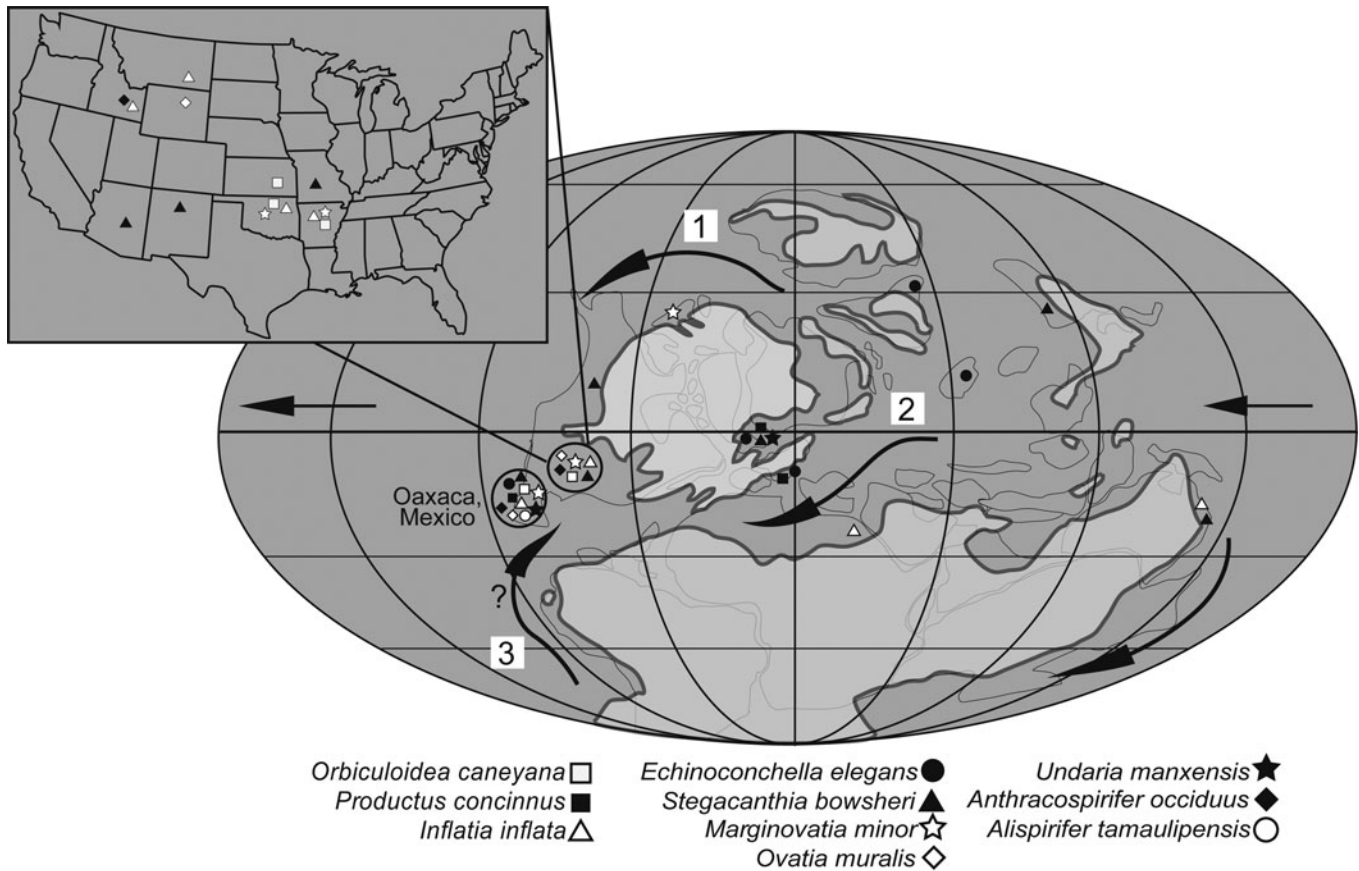 1
2
Oaxaca,
Mexico
?
3
Orbiculoidea caneyana
Productus concinnus
Inflatia inflata
Echinoconchella elegans
Stegacanthia bowsheri
Marginovatia minor
Ovatia muralis
Undaria manxensis
Anthracospirifer occiduus
Alispirifer tamaulipensis